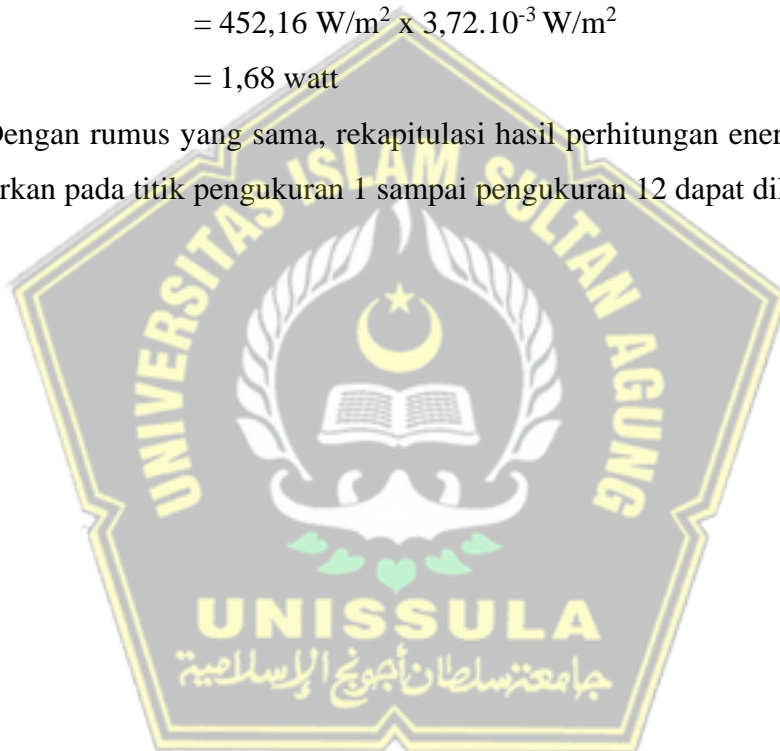 = 452,16 W/m² x 3,72.10⁻³ W/m²
= 1,68 watt
Dengan rumus yang sama, rekapitulasi hasil perhitungan ener
rkan pada titik pengukuran 1 sampai pengukuran 12 dapat dil
UNIVERSITAS ISLAM SULTAN AGUNG
UNISSULA
جامعة سلطان أجونج الإسلامية